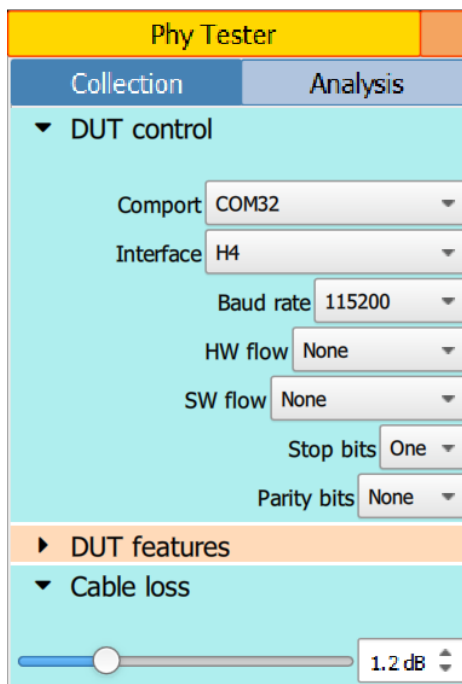 Phy Tester
Collection Analysis
DUT control
Comport COM32
Interface H4
Baud rate 115200
HW flow None
SW flow None
Stop bits One
Parity bits None
DUT features
Cable loss
1.2 dB